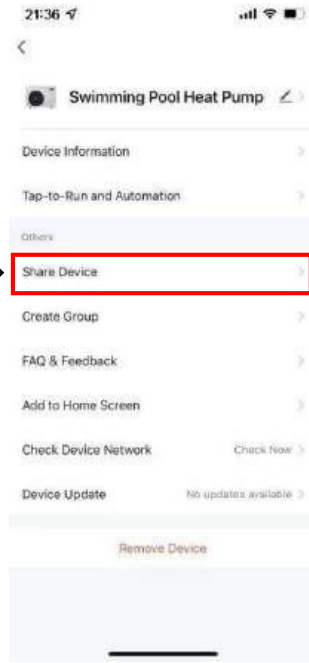 21:36
Swimming Pool Heat Pump
Device Information
Tap-to-Run and Automation
Others
Share Device
Create Group
FAQ & Feedback
Add to Home Screen
Check Device Network Check Now
Device Update No updates available
Remove Device